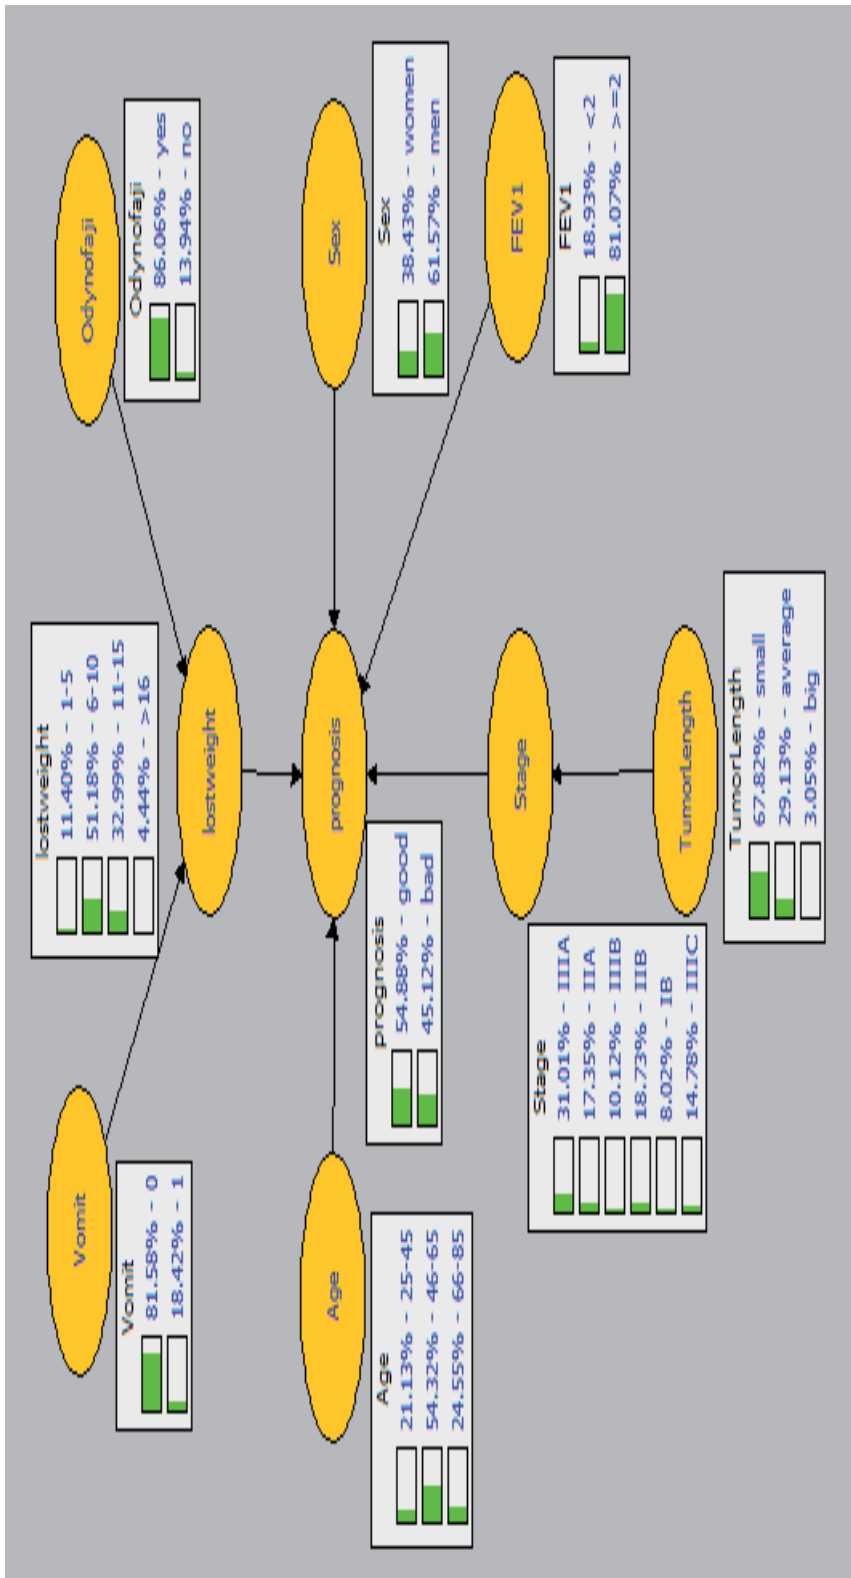 Vomit
Vomit
81.58% - 0
18.42% - 1
lostweight
11.40% - 1-5
51.18% - 6-10
32.99% - 11-15
4.44% - >16
lostweight
Odynofaji
Odynofaji
86.06% - yes
13.94% - no
Age
Age
21.13% - 25-45
54.32% - 46-65
24.55% - 66-85
prognosis
prognosis
54.88% - good
45.12% - bad
Sex
Sex
38.43% - women
61.57% - men
Stage
Stage
31.01% - IIIA
17.35% - IIA
10.12% - IIIB
18.73% - IIB
8.02% - IB
14.78% - IIIC
FEV1
FEV1
18.93% - <2
81.07% - >=2
TumorLength
TumorLength
67.82% - small
29.13% - average
3.05% - big